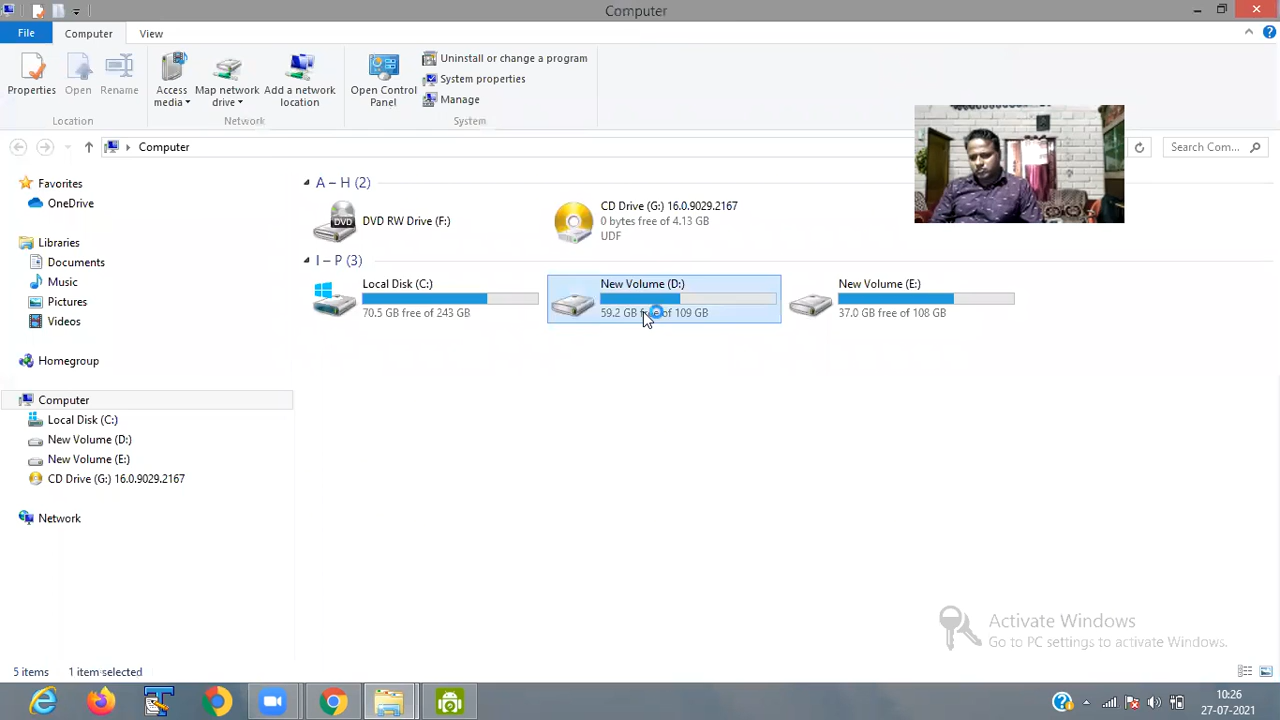 Computer
File
Computer
View
Properties
Open
Rename
Access media
Map network drive
Add a network location
Open Control Panel
Uninstall or change a program
System properties
Manage
Location
Network
System
Computer
Search Com...
Favorites
OneDrive
Libraries
Documents
Music
Pictures
Videos
Homegroup
Computer
Local Disk (C:)
New Volume (D:)
New Volume (E:)
CD Drive (G:) 16.0.9029.2167
Network
A – H (2)
DVD
DVD RW Drive (F:)
CD Drive (G:) 16.0.9029.2167
0 bytes free of 4.13 GB
UDF
I – P (3)
Local Disk (C:)
70.5 GB free of 243 GB
New Volume (D:)
59.2 GB free of 109 GB
New Volume (E:)
37.0 GB free of 108 GB
Activate Windows
Go to PC settings to activate Windows.
5 items
1 item selected
10:26
27-07-2021